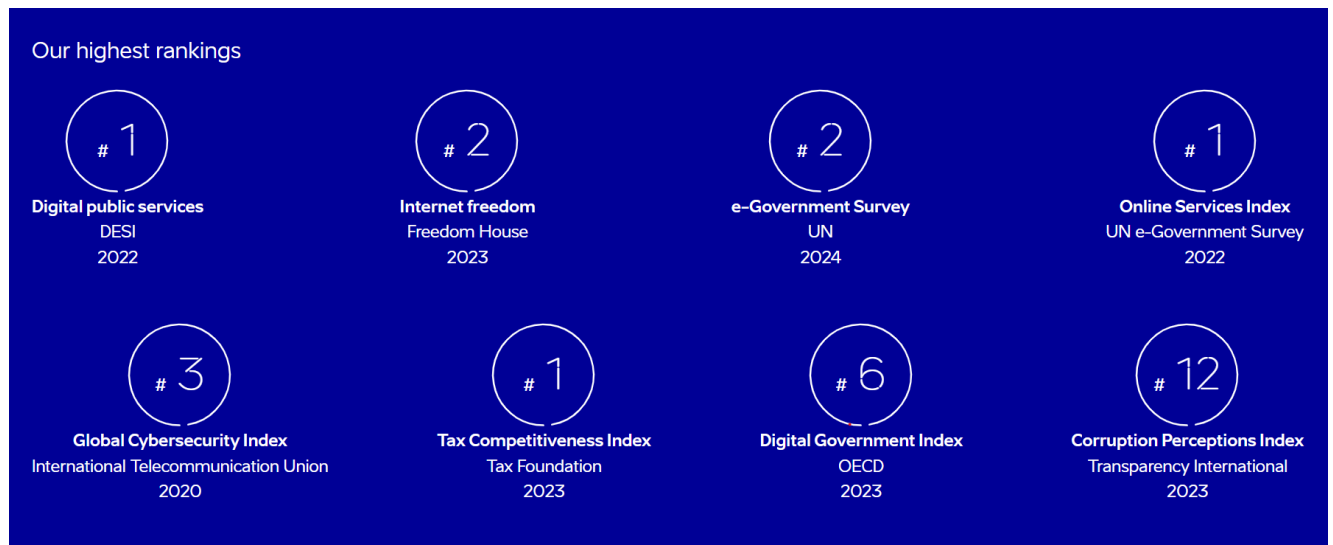 Our highest rankings
# 1
Digital public services
DESI
2022
# 2
Internet freedom
Freedom House
2023
# 2
e-Government Survey
UN
2024
# 1
Online Services Index
UN e-Government Survey
2022
# 3
Global Cybersecurity Index
International Telecommunication Union
2020
# 1
Tax Competitiveness Index
Tax Foundation
2023
# 6
Digital Government Index
OECD
2023
# 12
Corruption Perceptions Index
Transparency International
2023